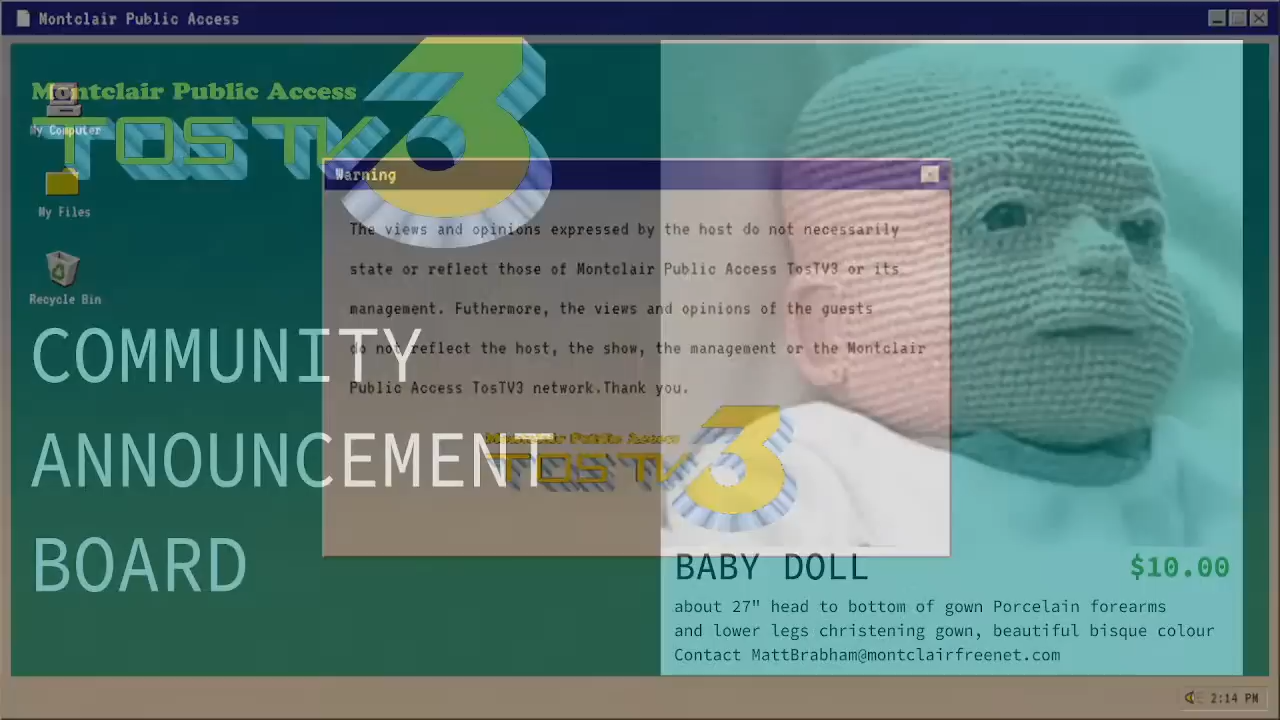 Montclair Public Access
Montclair Public Access
TOSTV3
My Computer
My Files
Recycle Bin
COMMUNITY
ANNOUNCEMENT
BOARD
Warning
The views and opinions expressed by the host do not necessarily
state or reflect those of Montclair Public Access TosTV3 or its
management. Futhermore, the views and opinions of the guests
do not reflect the host, the show, the management or the Montclair
Public Access TosTV3 network.Thank you.
Montclair Public Access
TOSTV3
BABY DOLL
$10.00
about 27" head to bottom of gown Porcelain forearms
and lower legs christening gown, beautiful bisque colour
Contact MattBrabham@montclairfreenet.com
2:14 PM